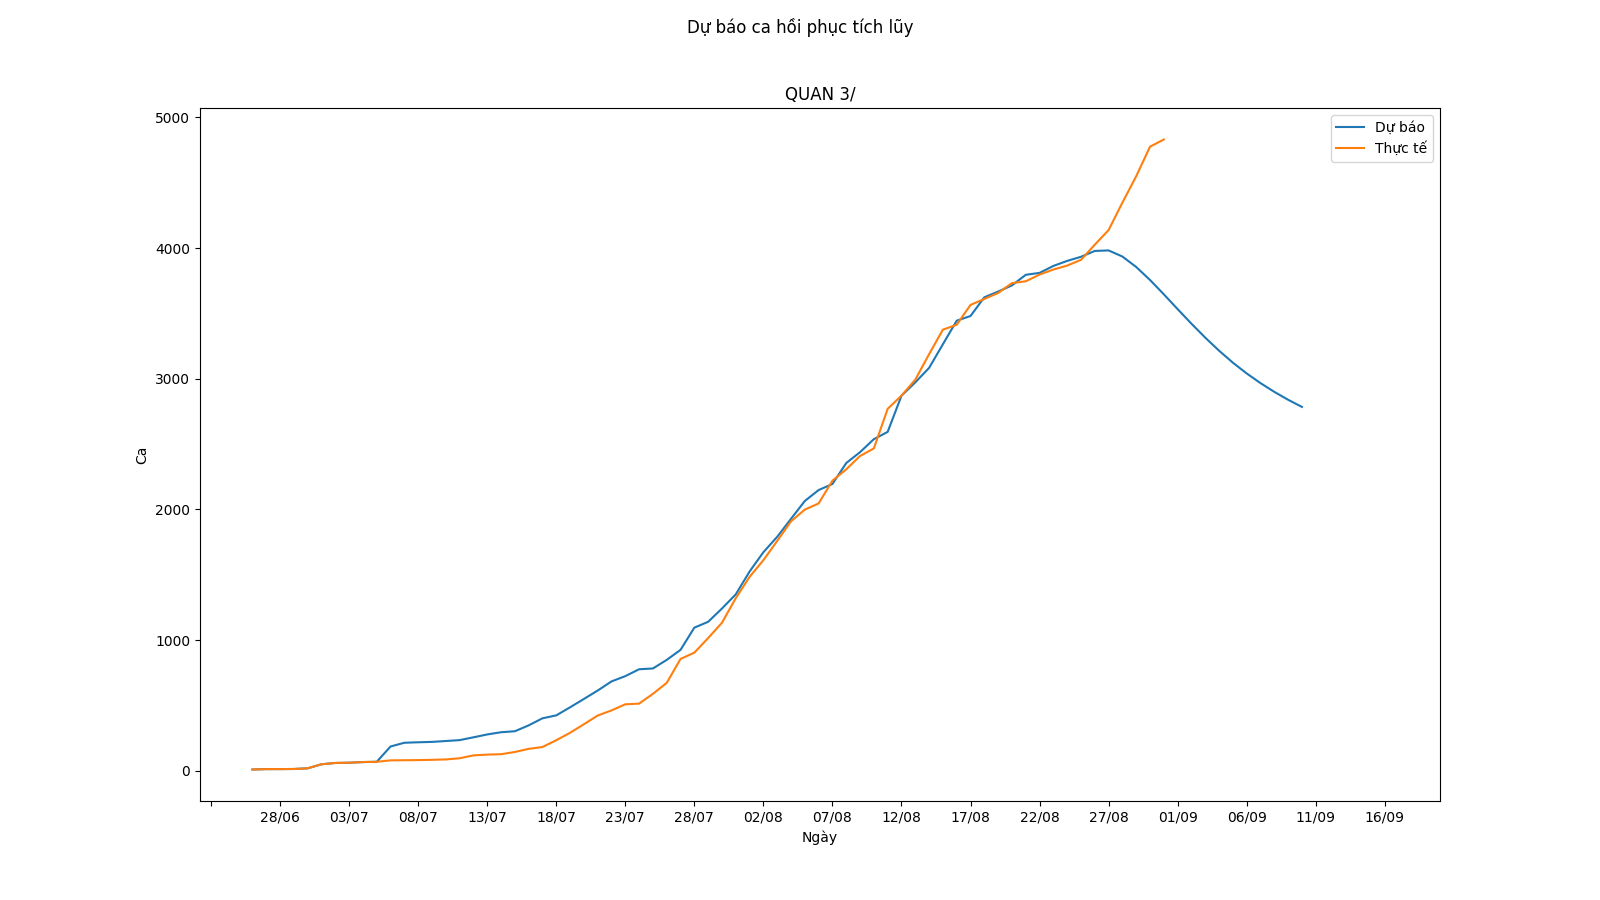 Dự báo ca hồi phục tích lũy
QUAN 3/
Dự báo
Thực tế
5000
4000
3000
2000
1000
0
Ca
28/06 03/07 08/07 13/07 18/07 23/07 28/07 02/08 07/08 12/08 17/08 22/08 27/08 01/09 06/09 11/09 16/09
Ngày